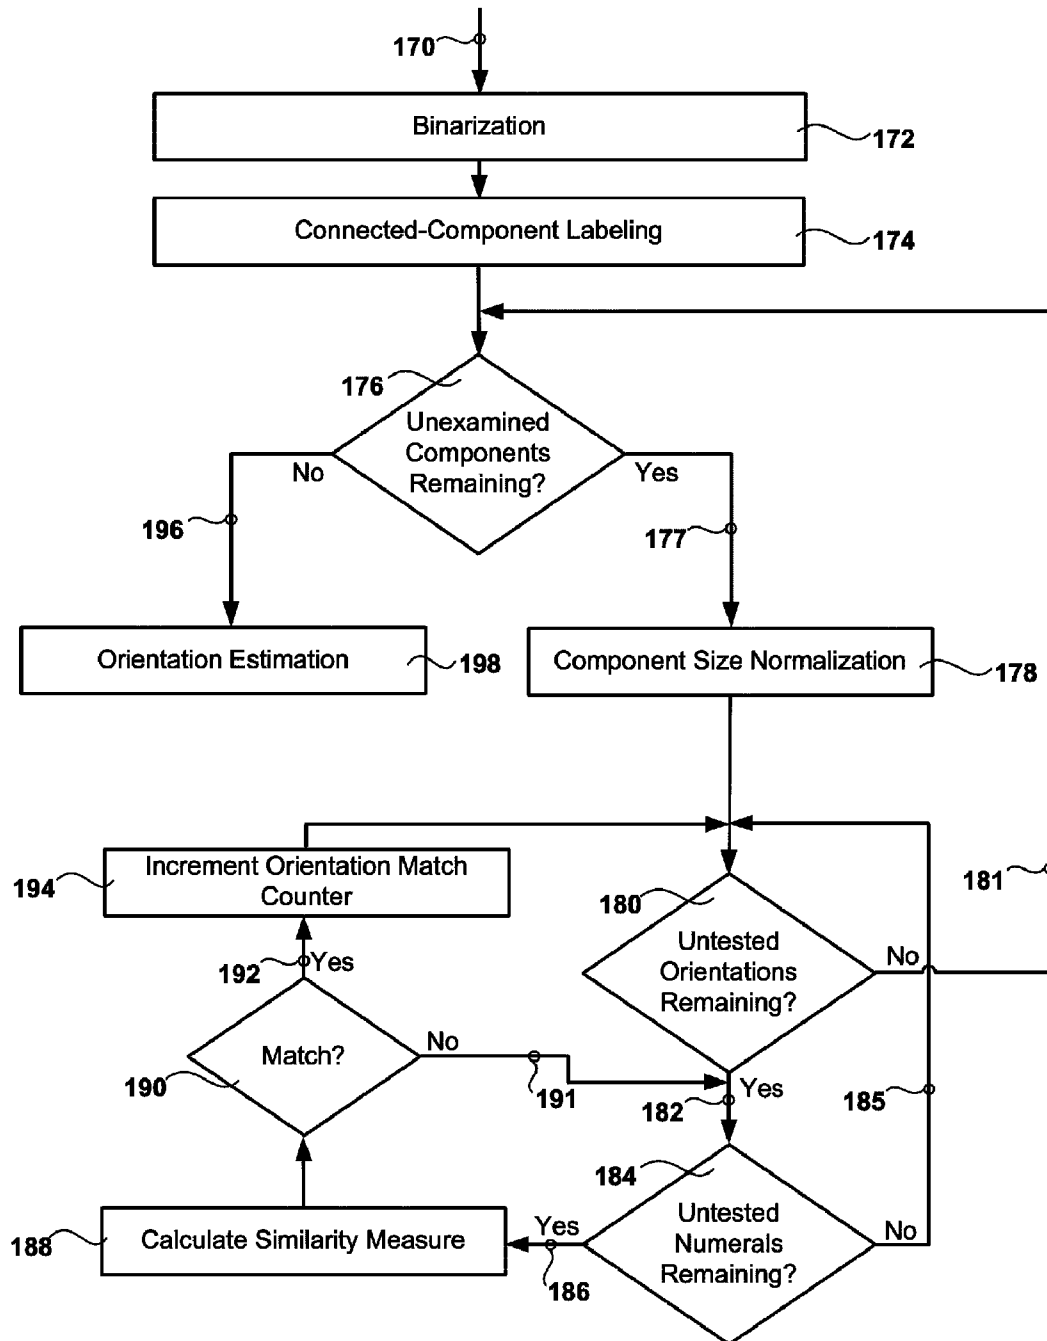 170
Binarization
172
Connected-Component Labeling
174
176
Unexamined
Components
Remaining?
No
Yes
196
177
Orientation Estimation
198
Component Size Normalization
178
Increment Orientation Match
Counter
194
181
180
Untested
Orientations
Remaining?
No
192
Yes
Match?
No
190
191
Yes
182
185
184
Untested
Numerals
Remaining?
Yes
No
Calculate Similarity Measure
188
186